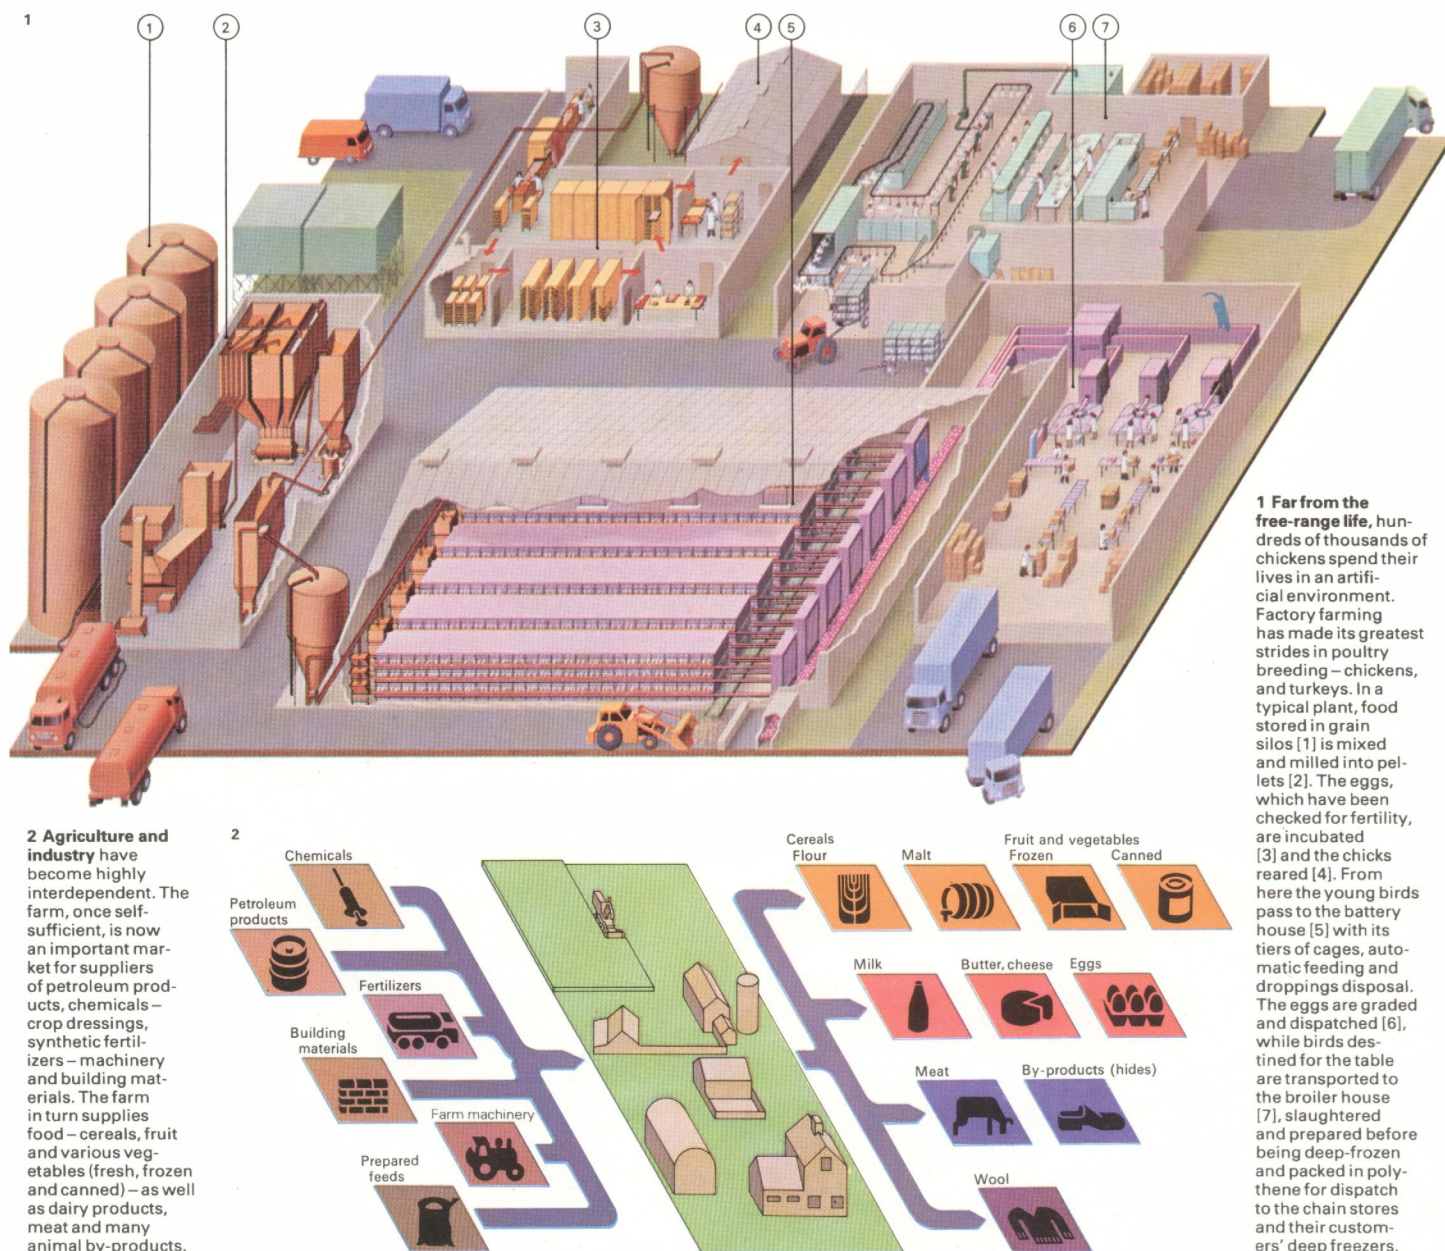 1
1
2
3
4
5
6
7
1 Far from the
free-range life, hun-
dreds of thousands of
chickens spend their
lives in an artifi-
cial environment.
Factory farming
has made its greatest
strides in poultry
breeding – chickens,
and turkeys. In a
typical plant, food
stored in grain
silos [1] is mixed
and milled into pel-
lets [2]. The eggs,
which have been
checked for fertility,
are incubated
[3] and the chicks
reared [4]. From
here the young birds
pass to the battery
house [5] with its
tiers of cages, auto-
matic feeding and
droppings disposal.
The eggs are graded
and dispatched [6],
while birds des-
tined for the table
are transported to
the broiler house
[7], slaughtered
and prepared before
being deep-frozen
and packed in poly-
thene for dispatch
to the chain stores
and their custom-
ers' deep freezers.
2 Agriculture and
industry have
become highly
interdependent. The
farm, once self-
sufficient, is now
an important mar-
ket for suppliers
of petroleum prod-
ucts, chemicals –
crop dressings,
synthetic fertil-
izers – machinery
and building mat-
erials. The farm
in turn supplies
food – cereals, fruit
and various veg-
etables (fresh, frozen
and canned) – as well
as dairy products,
meat and many
animal by-products.
2
Chemicals
Petroleum
products
Fertilizers
Building
materials
Farm machinery
Prepared
feeds
Cereals
Flour
Malt
Fruit and vegetables
Frozen
Canned
Milk
Butter, cheese
Eggs
Meat
By-products (hides)
Wool